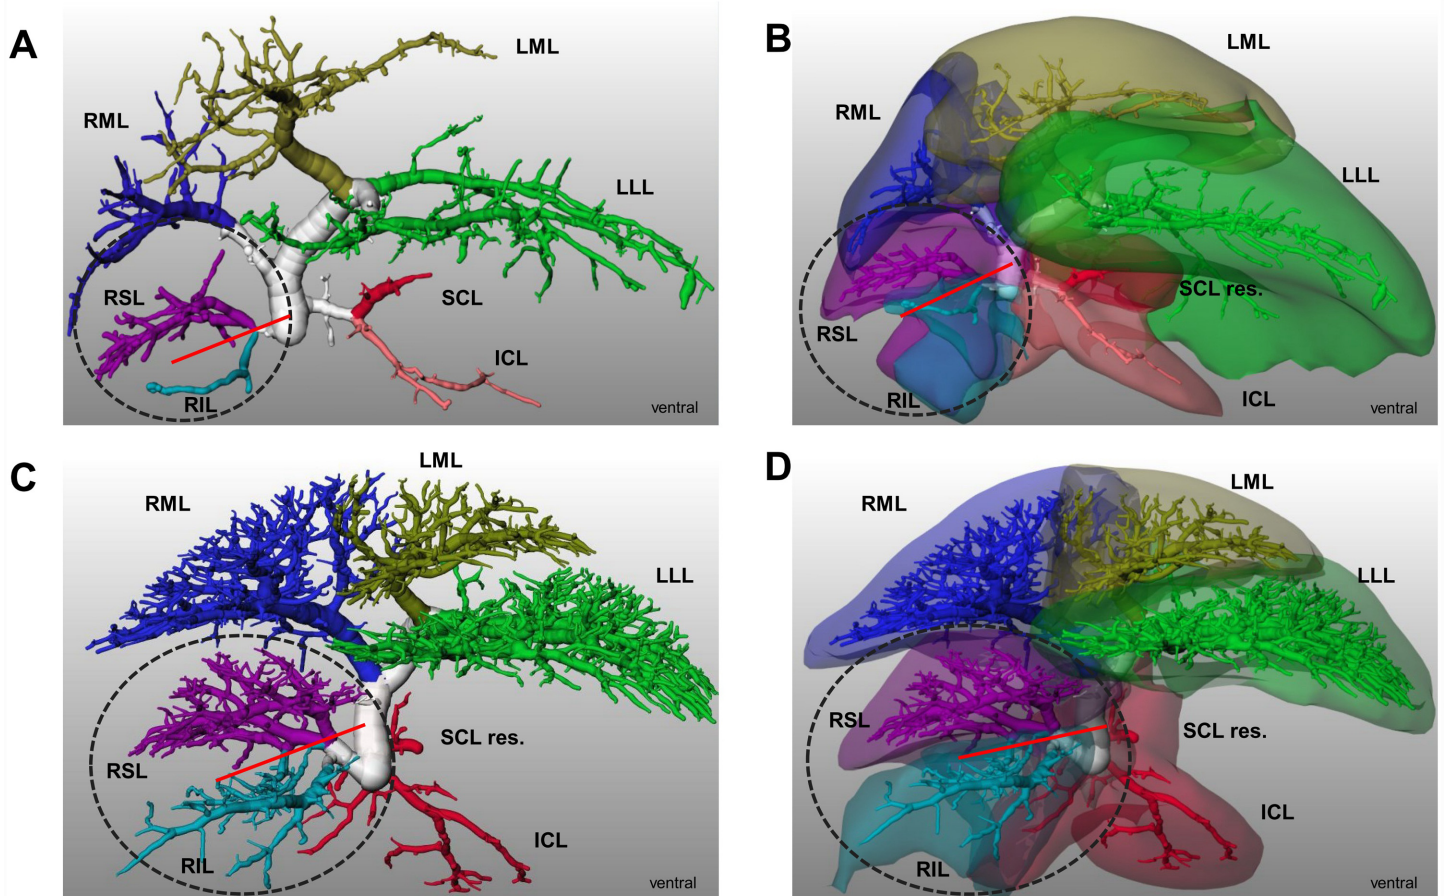 A
LML
RML
LLL
RSL
SCL
ICL
RIL
ventral
B
LML
RML
LLL
SCL res.
RSL
RIL
ICL
ventral
C
LML
RML
LLL
SCL res.
RSL
ICL
RIL
ventral
D
LML
RML
LLL
RSL
SCL res.
ICL
RIL
ventral